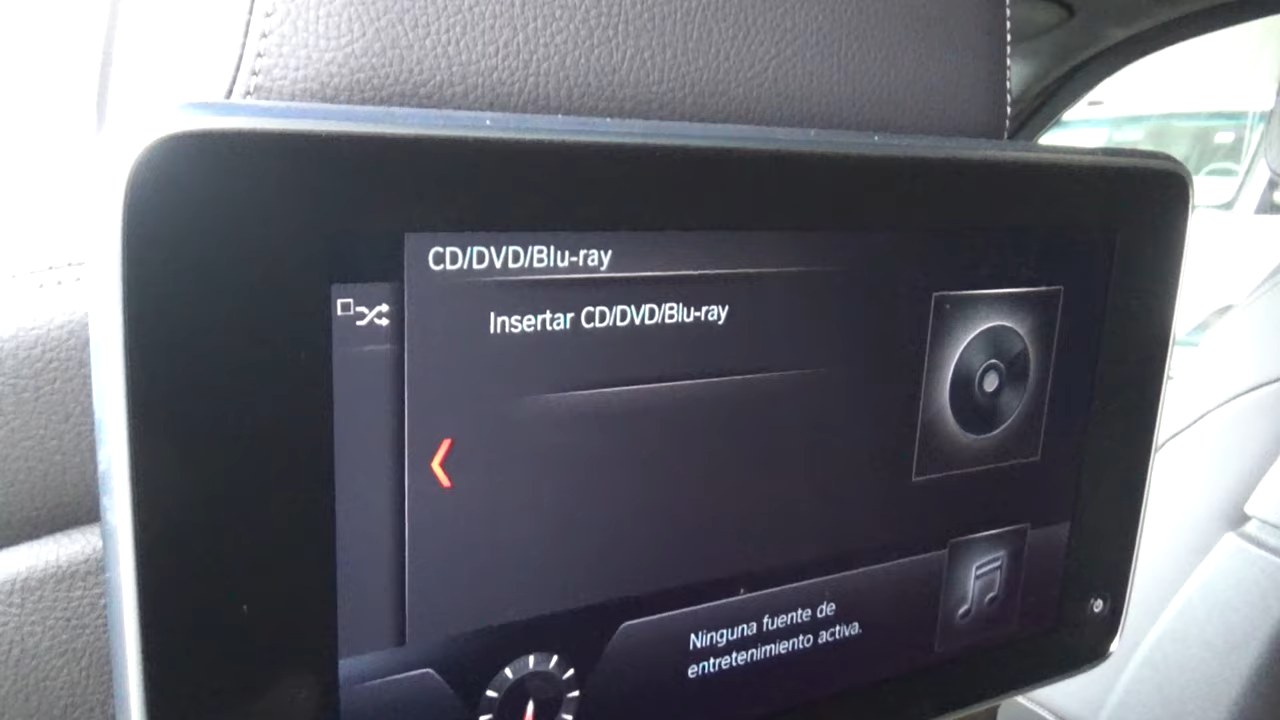 CD/DVD/Blu-ray
Insertar CD/DVD/Blu-ray
Ninguna fuente de
entretenimiento activa.